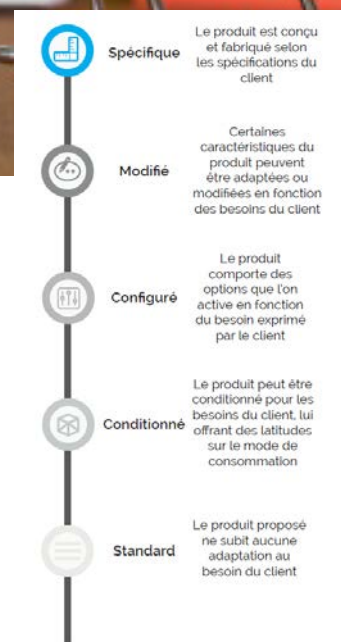 Spécifique
Le produit est conçu
et fabriqué selon
les spécifications du
client
Modifié
Certaines
caractéristiques du
produit peuvent
être adaptées ou
modifiées en fonction
des besoins du client
Configuré
Le produit
comporte des
options que l'on
active en fonction
du besoin exprimé
par le client
Conditionné
Le produit peut être
conditionné pour les
besoins du client, lui
offrant des latitudes
sur le mode de
consommation
Standard
Le produit proposé
ne subit aucune
adaptation au
besoin du client